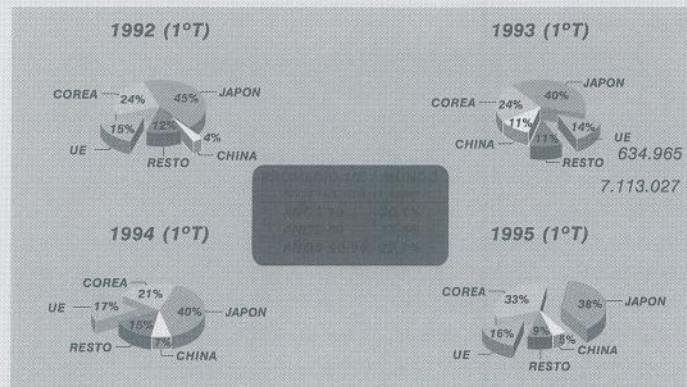 1992 (1ºT)
COREA 24%
45% JAPON
15%
12%
4%
UE
RESTO
CHINA
1993 (1ºT)
JAPON
40%
COREA 24%
11%
14%
CHINA
11%
UE
RESTO
634.965
7.113.027
1994 (1ºT)
COREA
21%
UE 17%
40% JAPON
15%
RESTO
7%
CHINA
1995 (1ºT)
COREA
33%
38% JAPON
16%
9%
5%
UE
CHINA
RESTO